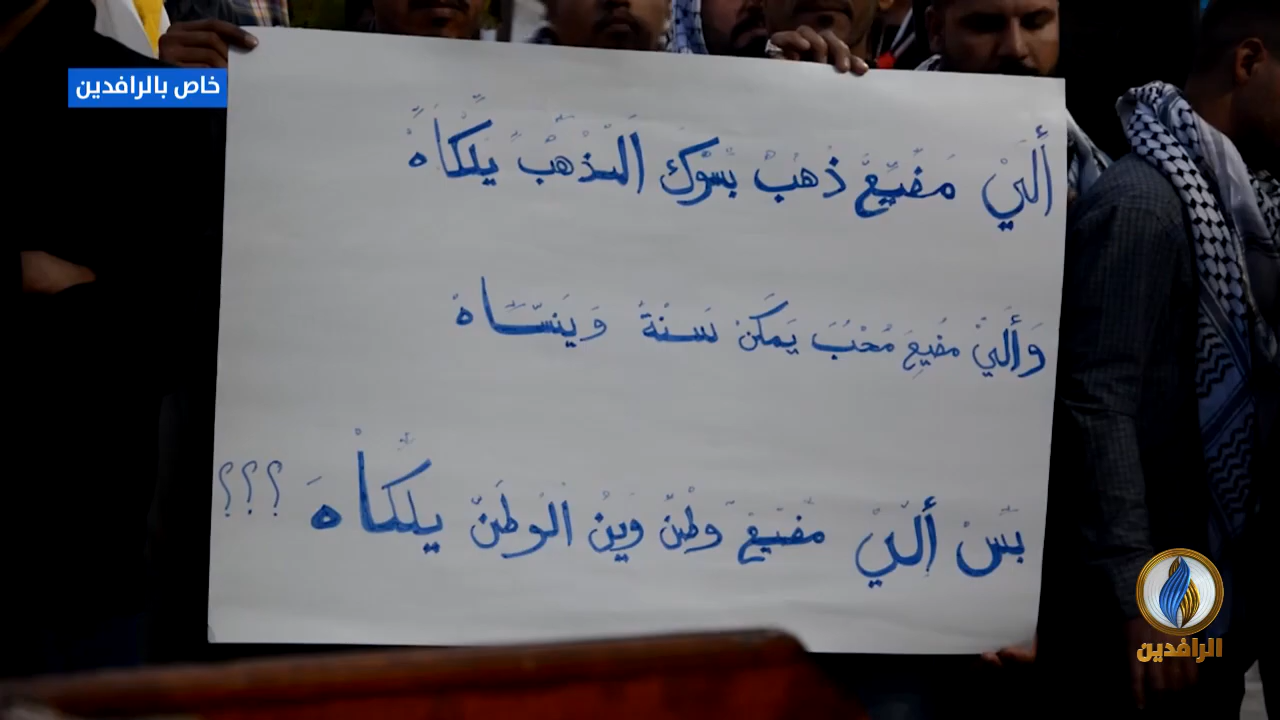 خاص بالرافدين
ألي مضيع ذهب بسوك الذهب يلكاه
وألي مضيع محب يمكن سنة وينساه
بس ألي مضيع وطن وين الوطن يلكاه ؟؟؟
الرافدين